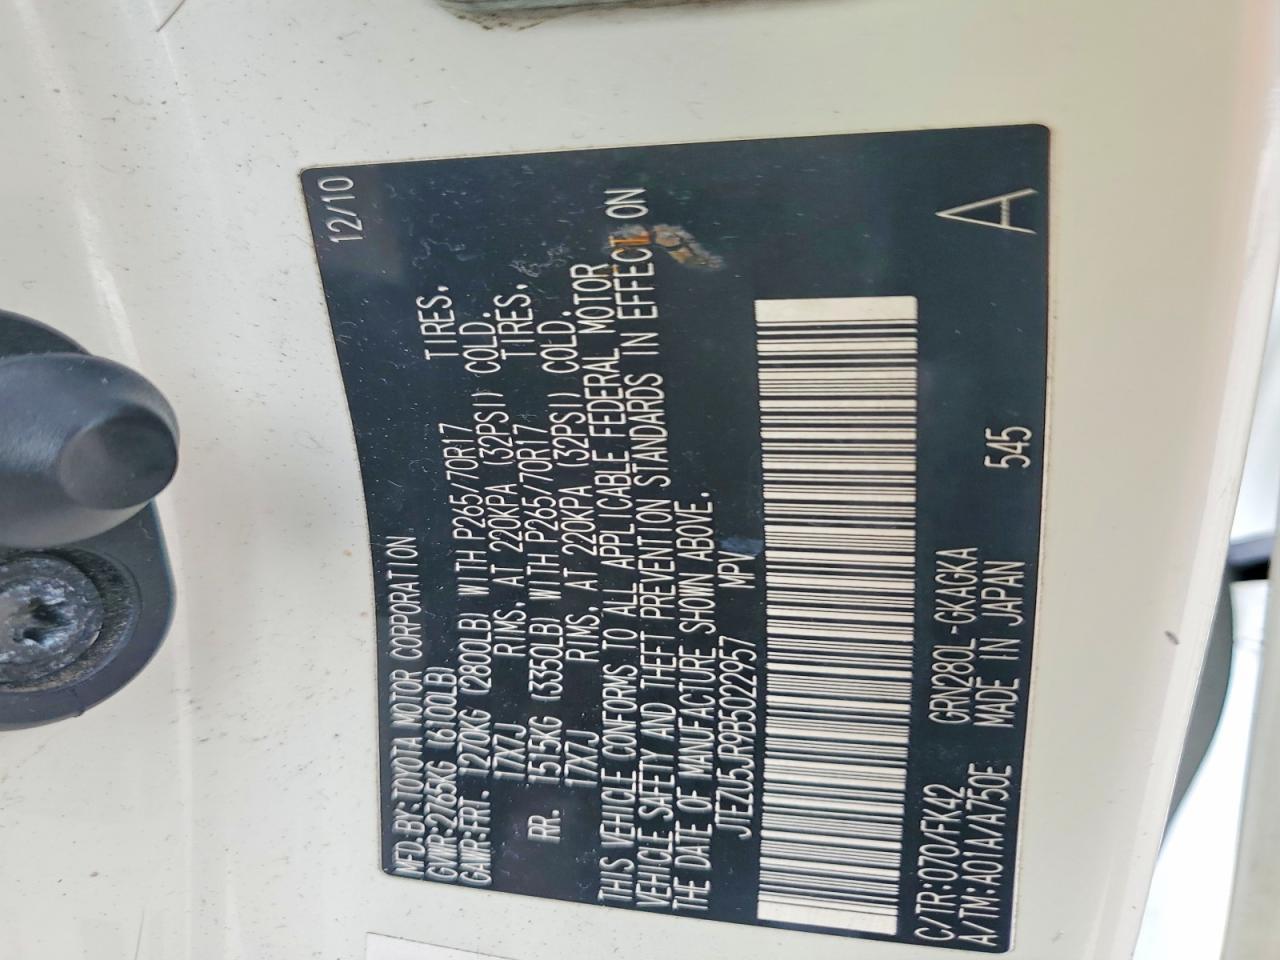 MFD. BY: TOYOTA MOTOR CORPORATION 12/10
GVWR: 2765KG (6100LB)
GAWR: FRT. 1270KG (2800LB) WITH P265/70R17 TIRES,
17X7J RIMS, AT 220KPA (32PSI) COLD.
RR. 1515KG (3350LB) WITH P265/70R17 TIRES,
17X7J RIMS, AT 220KPA (32PSI) COLD.
THIS VEHICLE CONFORMS TO ALL APPLICABLE FEDERAL MOTOR
VEHICLE SAFETY AND THEFT PREVENTION STANDARDS IN EFFECT ON
THE DATE OF MANUFACTURE SHOWN ABOVE.
JTEZU5JR9B5022957 MPV
C/TR: 070/FK42 GRN280L-GKAGKA A
A/TM: A01A/A750E MADE IN JAPAN 545